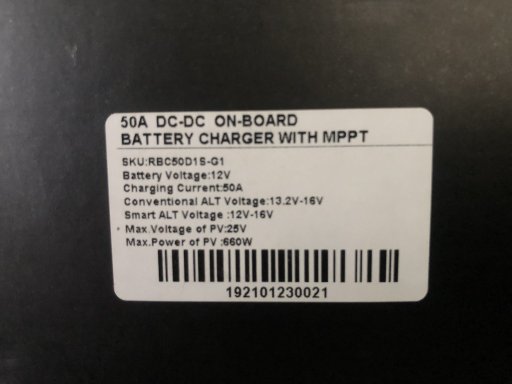 50A DC-DC ON-BOARD
BATTERY CHARGER WITH MPPT
SKU:RBC50D1S-G1
Battery Voltage:12V
Charging Current:50A
Conventional ALT Voltage:13.2V-16V
Smart ALT Voltage :12V-16V
Max.Voltage of PV:25V
Max.Power of PV :660W
192101230021